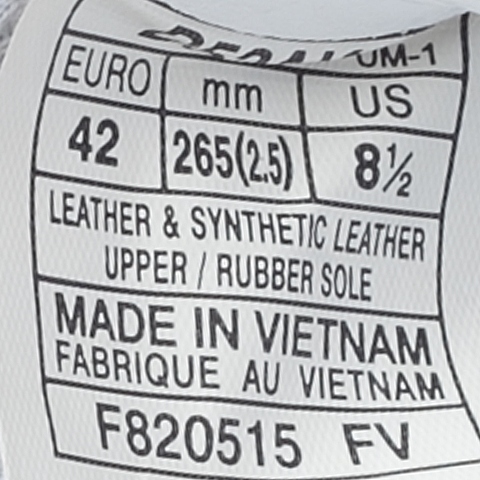 UM-1
EURO mm US
42 265(2.5) 8½
LEATHER & SYNTHETIC LEATHER
UPPER / RUBBER SOLE
MADE IN VIETNAM
FABRIQUE AU VIETNAM
F820515 FV